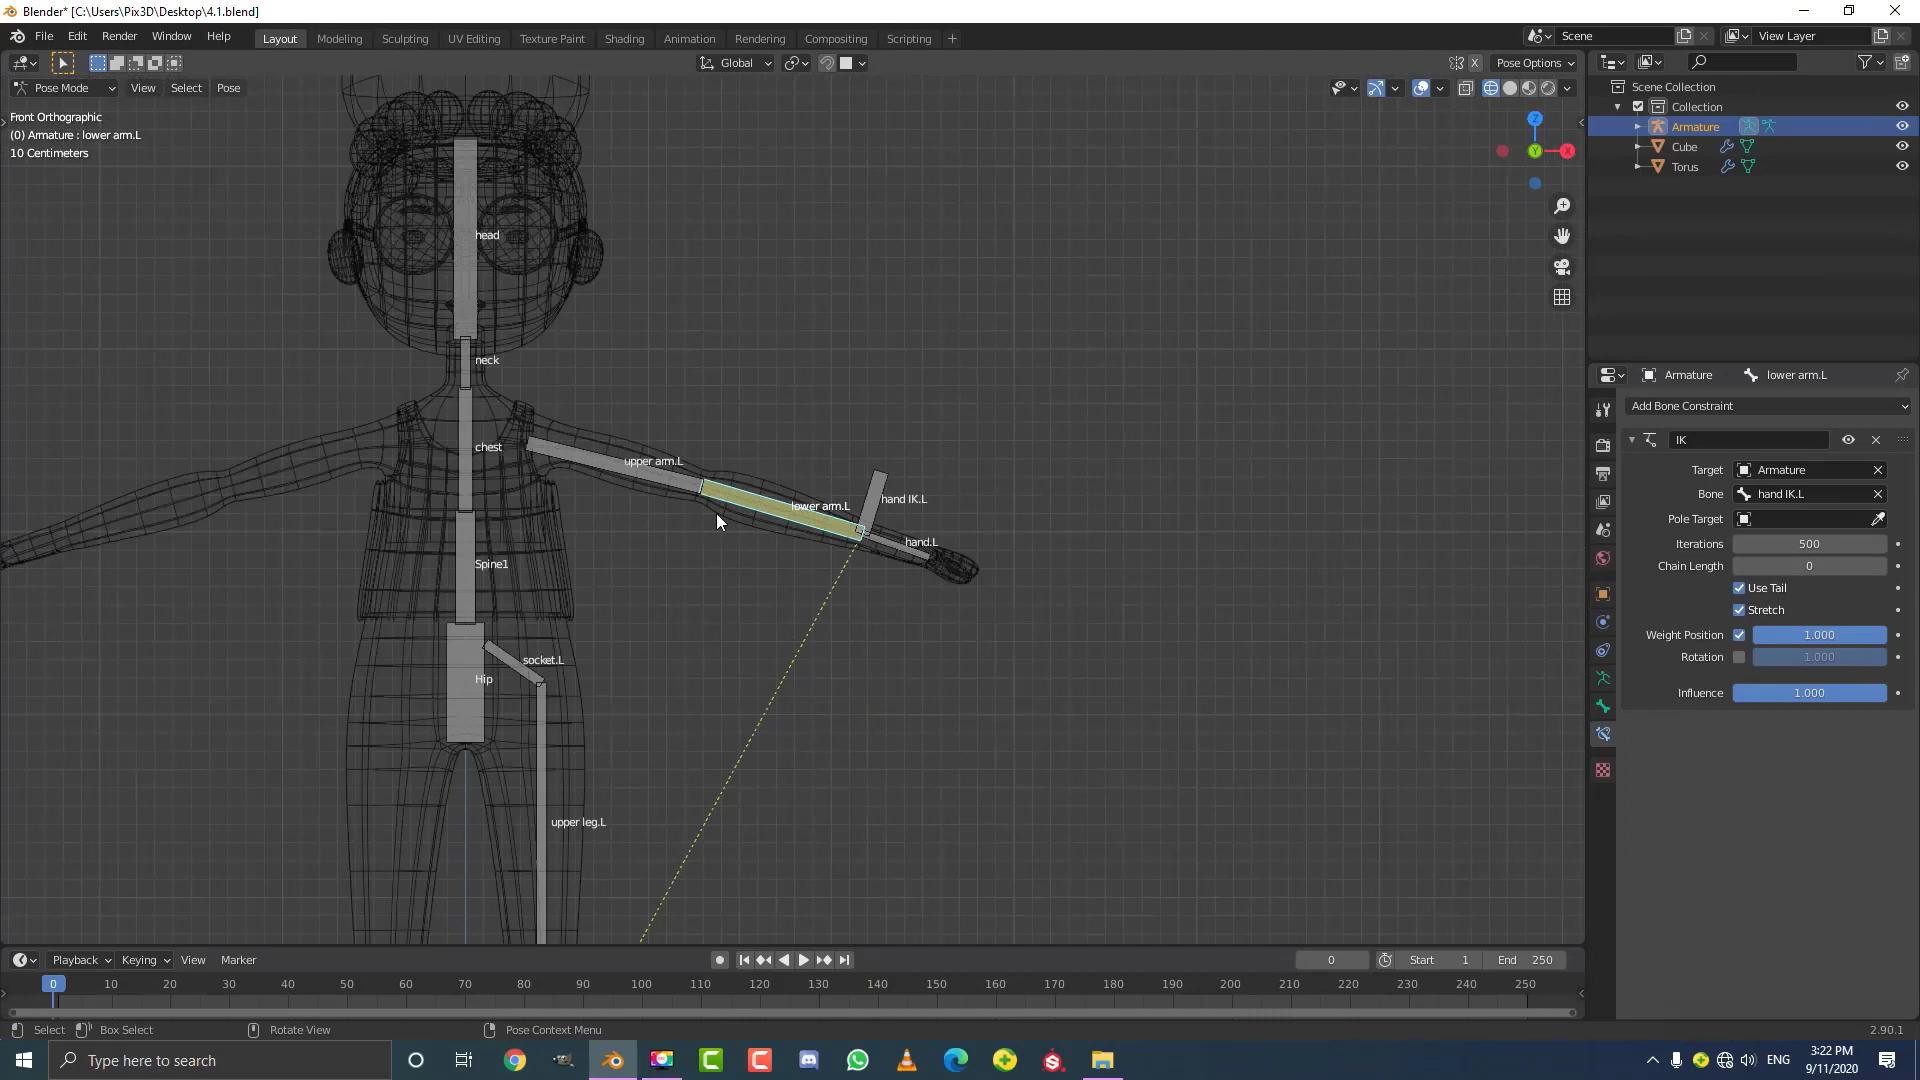 Blender* [C:\Users\Pix3D\Desktop\4.1.blend]
File Edit Render Window Help
Layout Modeling Sculpting UV Editing Texture Paint Shading Animation Rendering Compositing Scripting +
Scene
View Layer
Global
X
Pose Options
Pose Mode View Select Pose
Front Orthographic
(0) Armature : lower arm.L
10 Centimeters
Z
Y
X
head
neck
chest
upper arm.L
lower arm.L
hand IK.L
hand.L
Spine1
socket.L
Hip
upper leg.L
Scene Collection
Collection
Armature
Cube
Torus
Armature lower arm.L
Add Bone Constraint
IK
Target Armature
Bone hand IK.L
Pole Target
Iterations 500
Chain Length 0
Use Tail
Stretch
Weight Position 1.000
Rotation 1.000
Influence 1.000
Playback Keying View Marker
0 Start 1 End 250
0 10 20 30 40 50 60 70 80 90 100 110 120 130 140 150 160 170 180 190 200 210 220 230 240 250
Select Box Select Rotate View Pose Context Menu
2.90.1
Type here to search
ENG
3:22 PM
9/11/2020